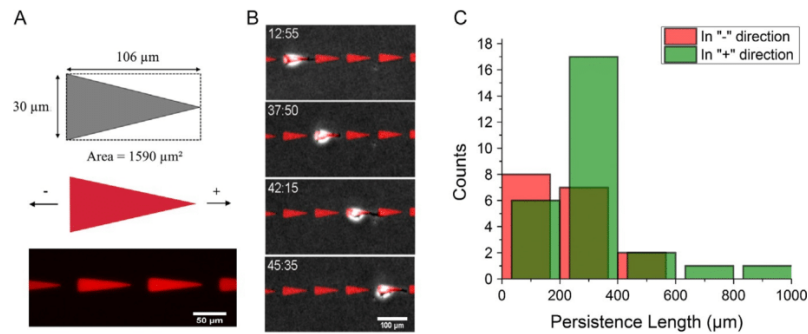 A
106 µm
30 µm
Area = 1590 µm²
-
+
50 µm
B
12:55
37:50
42:15
45:35
100 µm
C
In "-" direction
In "+" direction
18
16
14
12
10
8
6
4
2
0
Counts
0 200 400 600 800 1000
Persistence Length (µm)